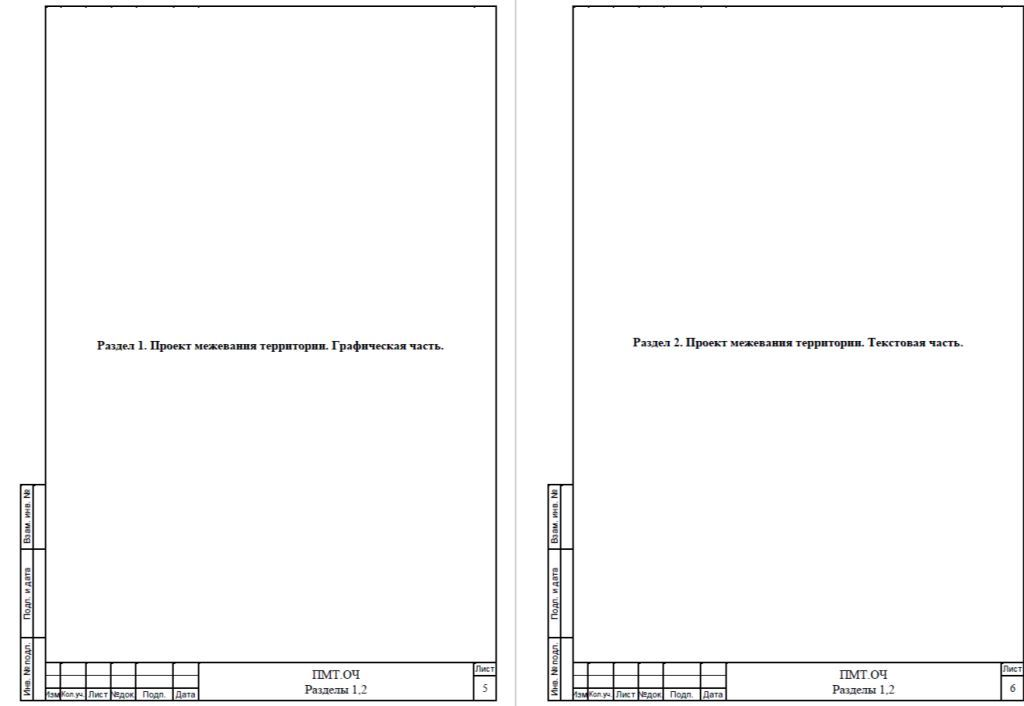 Раздел 1. Проект межевания территории. Графическая часть.
Взам. инв. №
Подп. и дата
Инв. № подл.
Изм Кол.уч. Лист №док Подп. Дата
ПМТ.ОЧ
Разделы 1,2
Лист
5
Раздел 2. Проект межевания территории. Текстовая часть.
Взам. инв. №
Подп. и дата
Инв. № подл.
Изм Кол.уч. Лист №док Подп. Дата
ПМТ.ОЧ
Разделы 1,2
Лист
6